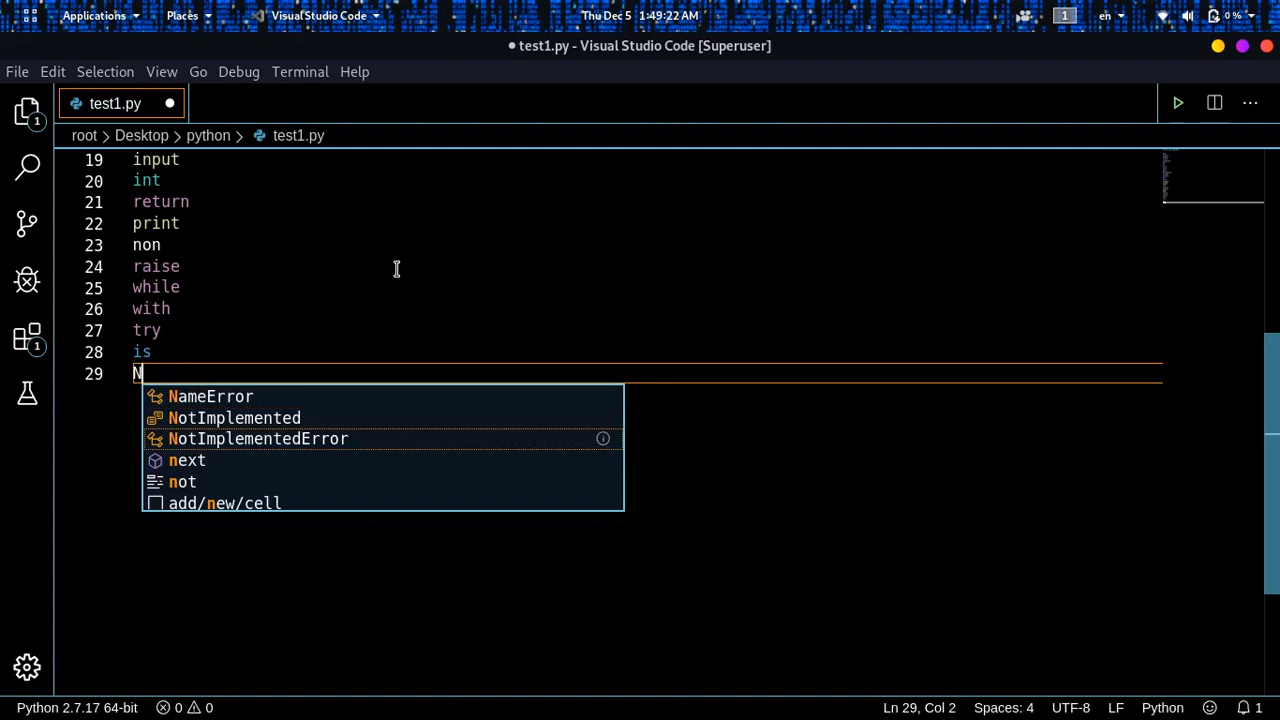 Applications Places Visual Studio Code Thu Dec 5 1:49:22 AM 1 en 0 %
test1.py - Visual Studio Code [Superuser]
File Edit Selection View Go Debug Terminal Help
1 test1.py
root > Desktop > python > test1.py
19 input
20 int
21 return
22 print
23 non
24 raise
25 while
26 with
27 try
28 is
1
29 N
NameError
NotImplemented
NotImplementedError
next
not
add/new/cell
Python 2.7.17 64-bit 0 0 Ln 29, Col 2 Spaces: 4 UTF-8 LF Python 1